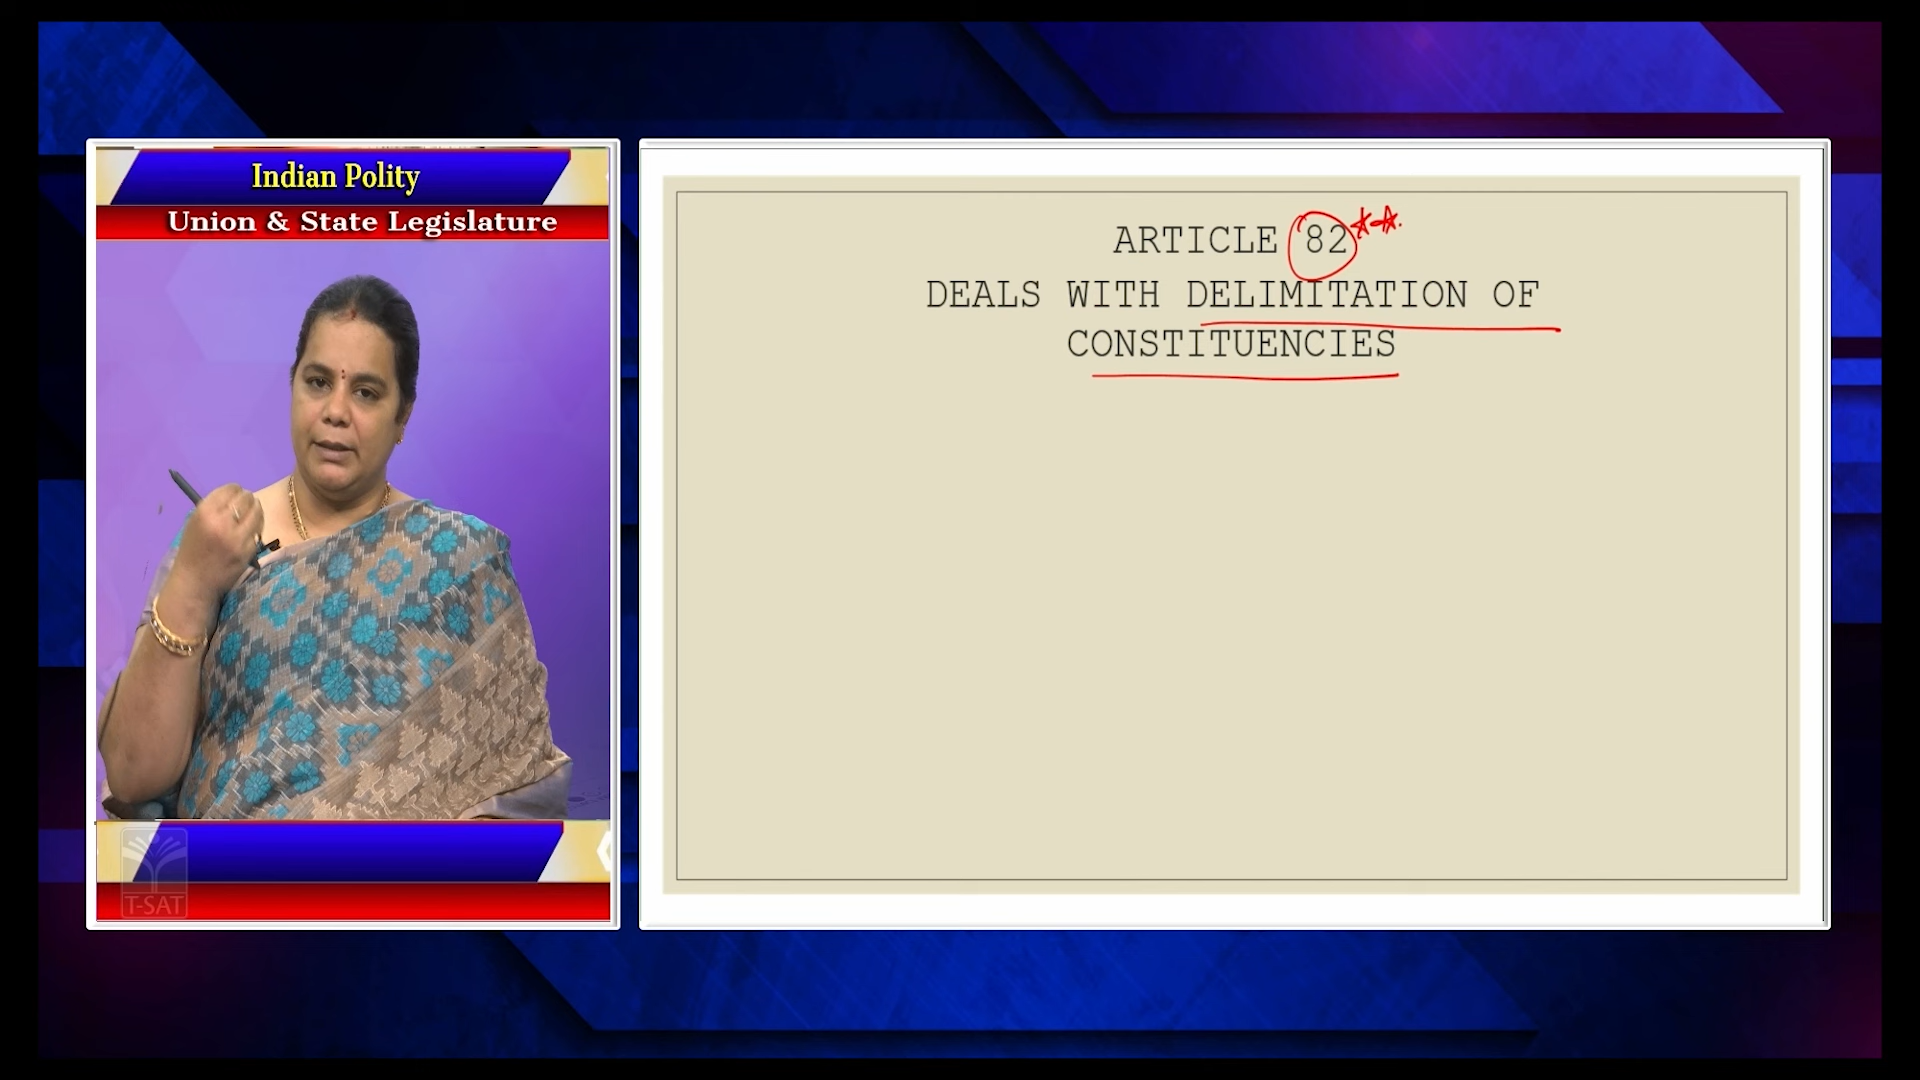 Indian Polity
Union & State Legislature
ARTICLE 82
DEALS WITH DELIMITATION OF
CONSTITUENCIES
T-SAT